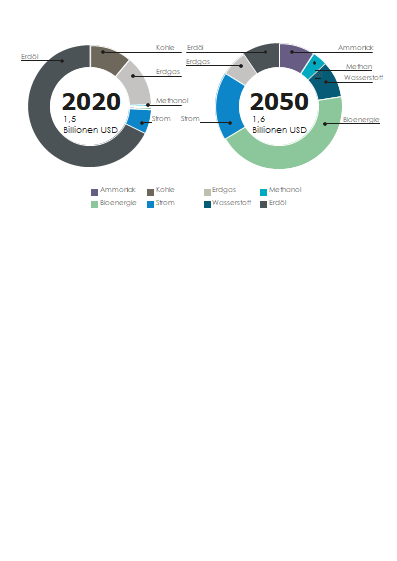 Erdöl
Kohle
Erdgas
Methanol
Strom
2020
1,5
Billionen USD
Erdöl
Erdgas
Strom
Ammoniak
Methan
Wasserstoff
Bioenergie
2050
1,6
Billionen USD
Ammoniak Kohle Erdgas Methanol
Bioenergie Strom Wasserstoff Erdöl